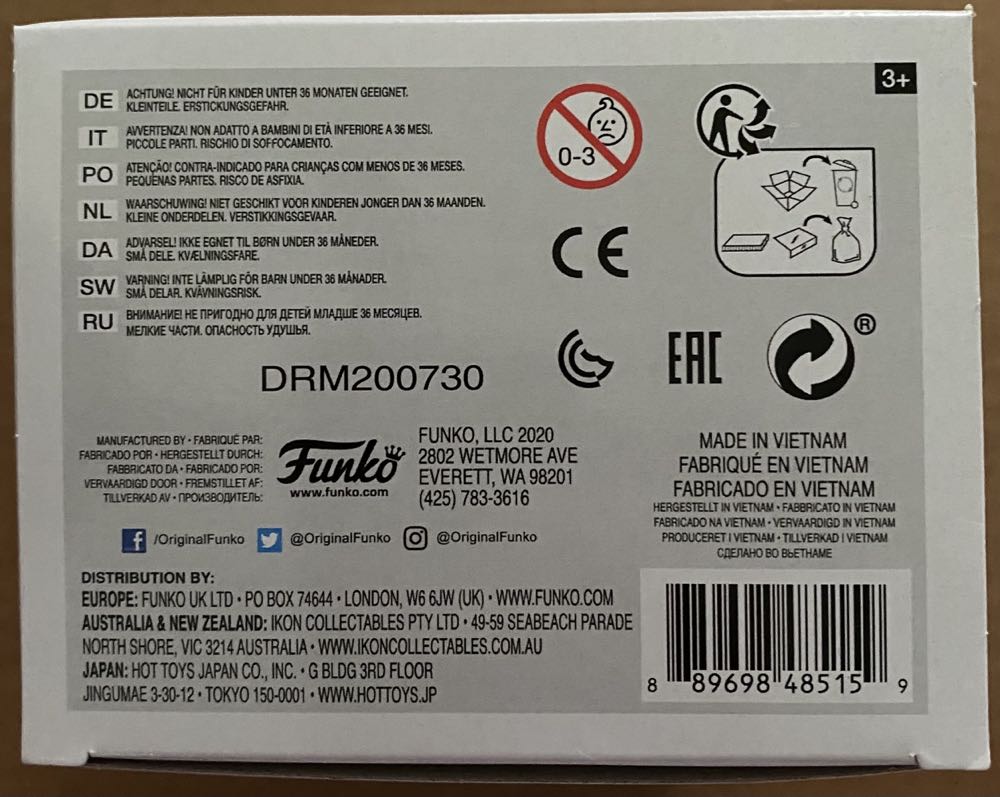 3+
DE ACHTUNG! NICHT FÜR KINDER UNTER 36 MONATEN GEEIGNET.
KLEINTEILE. ERSTICKUNGSGEFAHR.
IT AVVERTENZA! NON ADATTO A BAMBINI DI ETÀ INFERIORE A 36 MESI.
PICCOLE PARTI. RISCHIO DI SOFFOCAMENTO.
PO ATENÇÃO! CONTRA-INDICADO PARA CRIANÇAS COM MENOS DE 36 MESES.
PEQUENAS PARTES. RISCO DE ASFIXIA.
NL WAARSCHUWING! NIET GESCHIKT VOOR KINDEREN JONGER DAN 36 MAANDEN.
KLEINE ONDERDELEN. VERSTIKKINGSGEVAAR.
DA ADVARSEL! IKKE EGNET TIL BØRN UNDER 36 MÅNEDER.
SMÅ DELE. KVÆLNINGSFARE.
SW VARNING! INTE LÄMPLIG FÖR BARN UNDER 36 MÅNADER.
SMÅ DELAR. KVÄVNINGSRISK.
RU ВНИМАНИЕ! НЕ ПРИГОДНО ДЛЯ ДЕТЕЙ МЛАДШЕ 36 МЕСЯЦЕВ.
МЕЛКИЕ ЧАСТИ. ОПАСНОСТЬ УДУШЬЯ.
0-3
CE
EAC
®
DRM200730
MANUFACTURED BY • FABRIQUÉ PAR:
FABRICADO POR • HERGESTELLT DURCH:
FABBRICATO DA • FABRICADO POR:
VERVAARDIGD DOOR • FREMSTILLET AF:
TILLVERKAD AV • ПРОИЗВОДИТЕЛЬ:
Funko
www.funko.com
FUNKO, LLC 2020
2802 WETMORE AVE
EVERETT, WA 98201
(425) 783-3616
/OriginalFunko @OriginalFunko @OriginalFunko
MADE IN VIETNAM
FABRIQUÉ EN VIETNAM
FABRICADO EN VIETNAM
HERGESTELLT IN VIETNAM • FABBRICATO IN VIETNAM
FABRICADO NA VIETNAM • VERVAARDIGD IN VIETNAM
PRODUCERET I VIETNAM • TILLVERKAD I VIETNAM
СДЕЛАНО ВО ВЬЕТНАМЕ
DISTRIBUTION BY:
EUROPE: FUNKO UK LTD • PO BOX 74644 • LONDON, W6 6JW (UK) • WWW.FUNKO.COM
AUSTRALIA & NEW ZEALAND: IKON COLLECTABLES PTY LTD • 49-59 SEABEACH PARADE
NORTH SHORE, VIC 3214 AUSTRALIA • WWW.IKONCOLLECTABLES.COM.AU
JAPAN: HOT TOYS JAPAN CO., INC. • G BLDG 3RD FLOOR
JINGUMAE 3-30-12 • TOKYO 150-0001 • WWW.HOTTOYS.JP
8 89698 48515 9